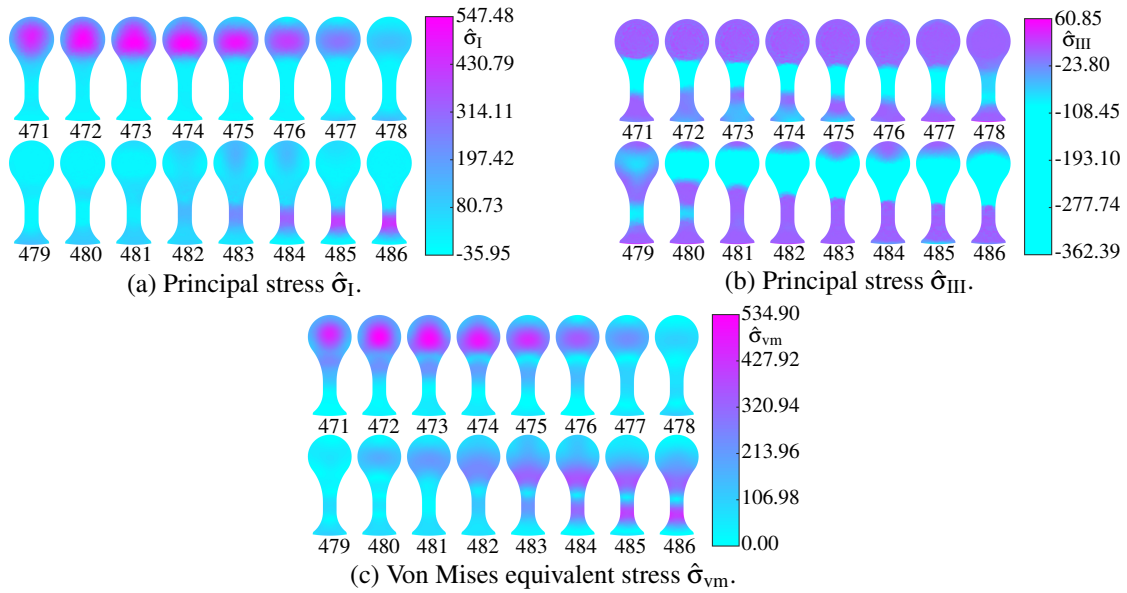 547.48
σ̂I
430.79
314.11
197.42
80.73
-35.95
471 472 473 474 475 476 477 478
479 480 481 482 483 484 485 486
(a) Principal stress σ̂I.
60.85
σ̂III
-23.80
-108.45
-193.10
-277.74
-362.39
471 472 473 474 475 476 477 478
479 480 481 482 483 484 485 486
(b) Principal stress σ̂III.
534.90
σ̂vm
427.92
320.94
213.96
106.98
0.00
471 472 473 474 475 476 477 478
479 480 481 482 483 484 485 486
(c) Von Mises equivalent stress σ̂vm.